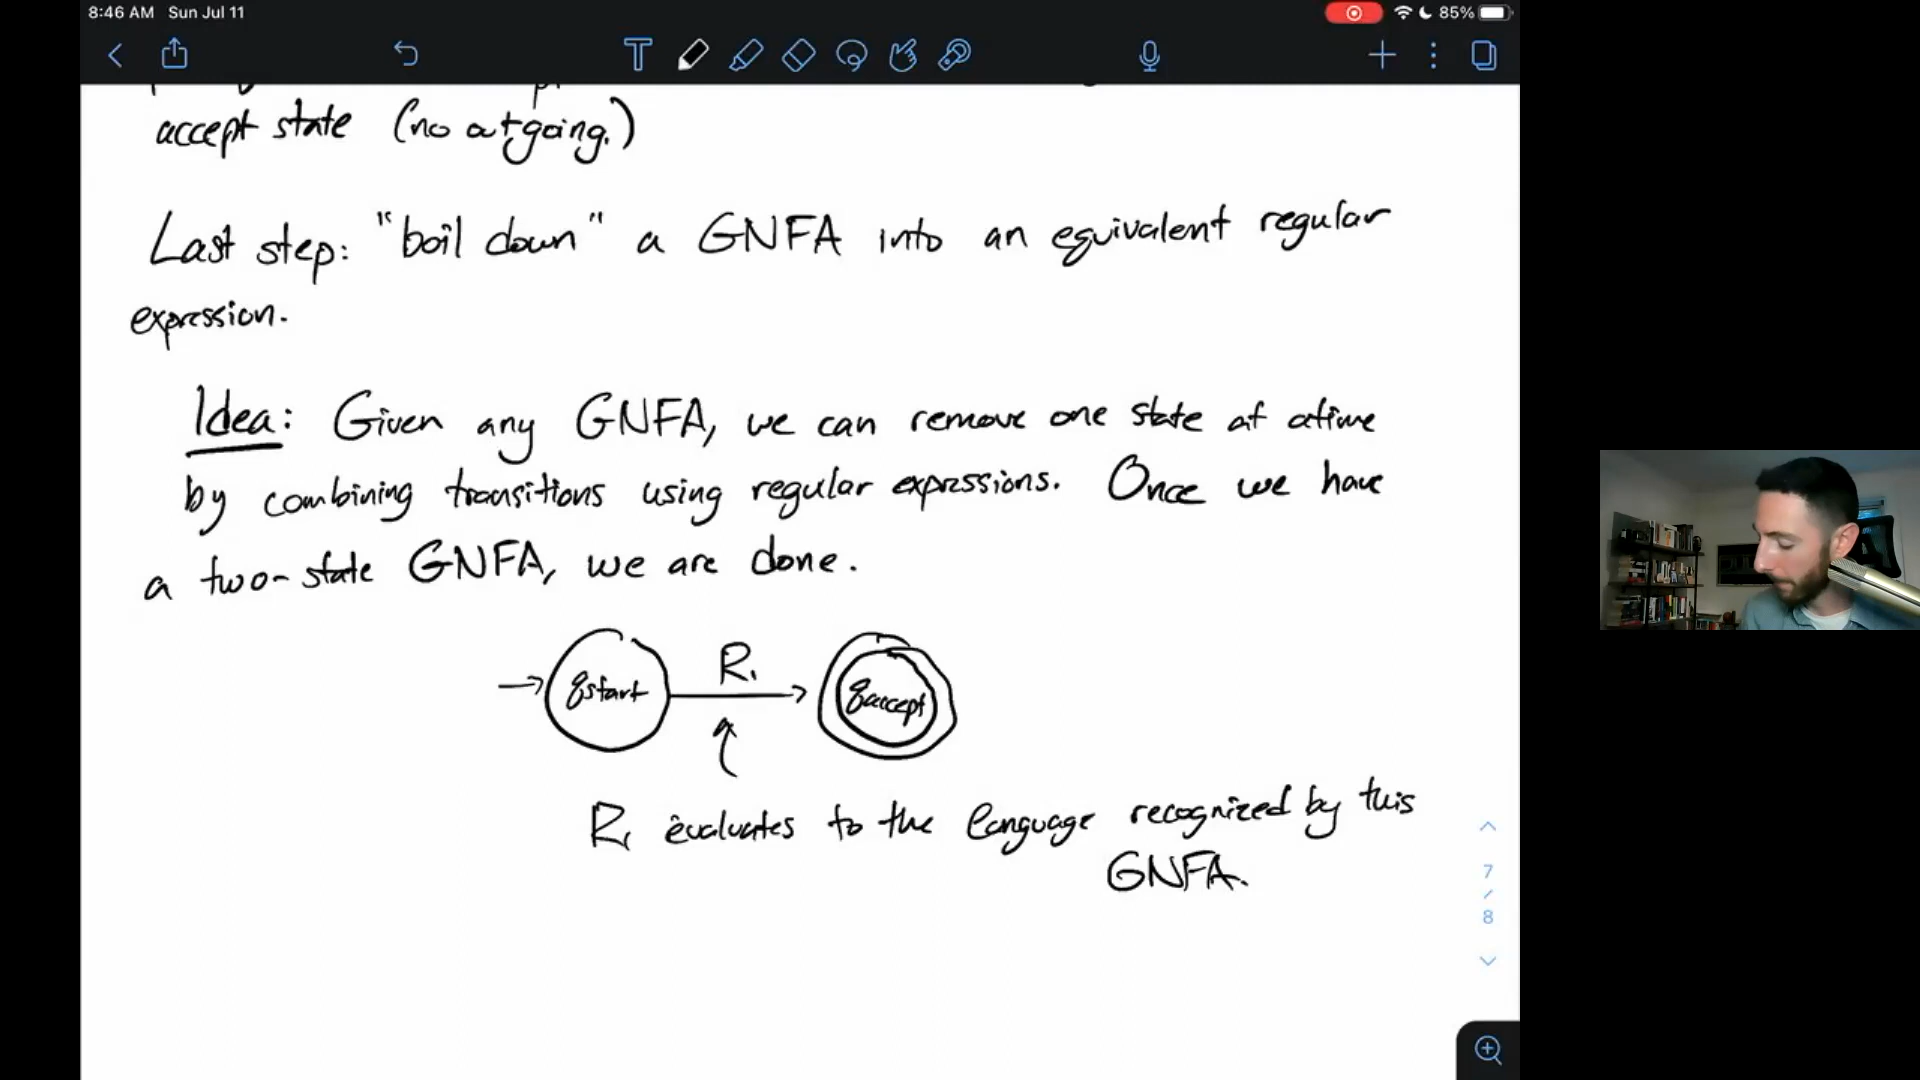 8:46 AM Sun Jul 11
85%
accept state (no outgoing.)
Last step: "boil down" a GNFA into an equivalent regular
expression.
Idea: Given any GNFA, we can remove one state at atime
by combining transitions using regular expressions. Once we have
a two-state GNFA, we are done.
qstart
R1
qaccept
R1 evaluates to the language recognized by this
GNFA.
7
/
8